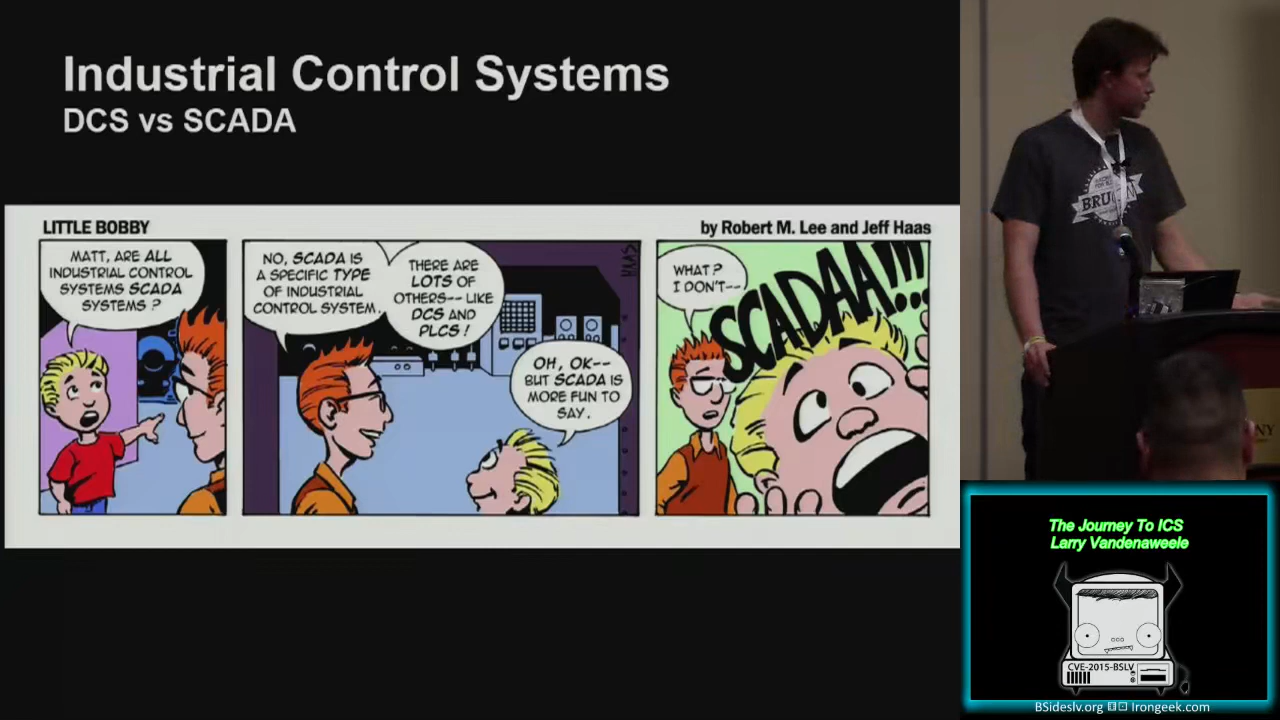 Industrial Control Systems
DCS vs SCADA
LITTLE BOBBY
by Robert M. Lee and Jeff Haas
MATT, ARE ALL
INDUSTRIAL CONTROL
SYSTEMS SCADA
SYSTEMS ?
NO, SCADA IS
A SPECIFIC TYPE
OF INDUSTRIAL
CONTROL SYSTEM.
THERE ARE
LOTS OF
OTHERS-- LIKE
DCS AND
PLCS !
OH, OK--
BUT SCADA IS
MORE FUN TO
SAY.
HAAS
WHAT ?
I DON'T--
SCADAA!!!
The Journey To ICS
Larry Vandenaweele
CVE-2015-BSLV
BSideslv.org
Irongeek.com